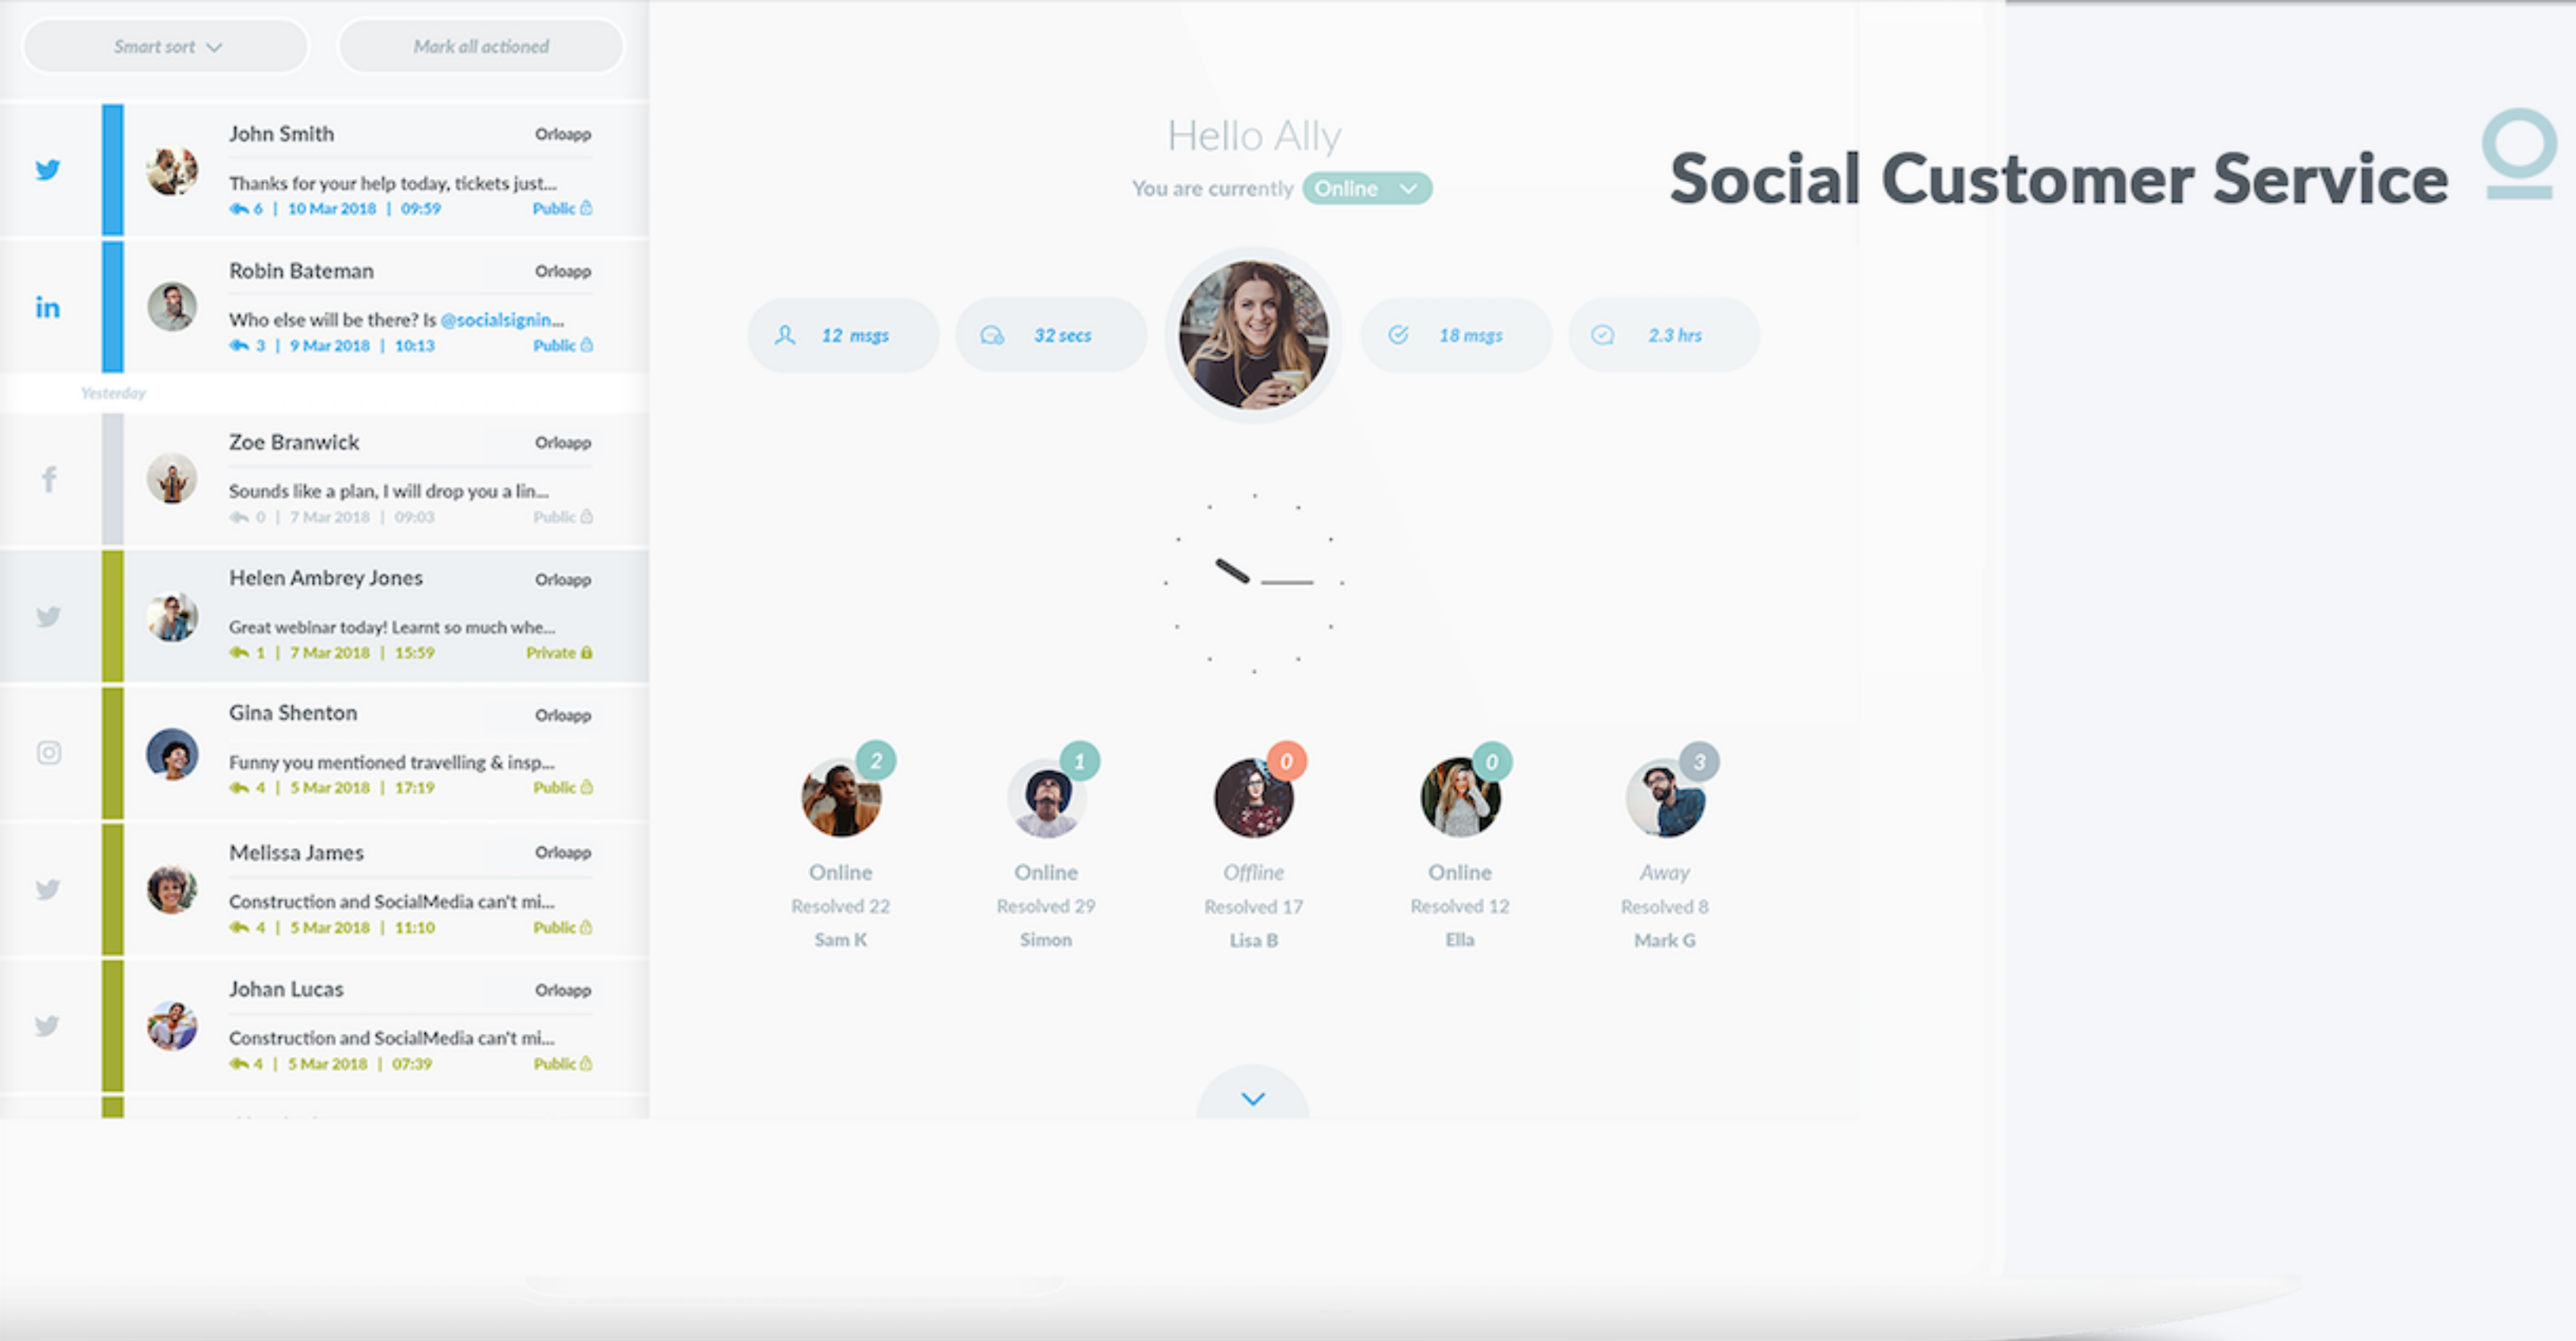 Smart sort
Mark all actioned
John Smith
Orloapp
Thanks for your help today, tickets just...
6 | 10 Mar 2018 | 09:59
Public
Robin Bateman
Orloapp
Who else will be there? Is @socialsignin...
3 | 9 Mar 2018 | 10:13
Public
Yesterday
Zoe Branwick
Orloapp
Sounds like a plan, I will drop you a lin...
0 | 7 Mar 2018 | 09:03
Public
Helen Ambrey Jones
Orloapp
Great webinar today! Learnt so much whe...
1 | 7 Mar 2018 | 15:59
Private
Gina Shenton
Orloapp
Funny you mentioned travelling & insp...
4 | 5 Mar 2018 | 17:19
Public
Melissa James
Orloapp
Construction and SocialMedia can't mi...
4 | 5 Mar 2018 | 11:10
Public
Johan Lucas
Orloapp
Construction and SocialMedia can't mi...
4 | 5 Mar 2018 | 07:39
Public
Hello Ally
You are currently Online
12 msgs
32 secs
18 msgs
2.3 hrs
2
1
0
0
3
Online
Online
Offline
Online
Away
Resolved 22
Resolved 29
Resolved 17
Resolved 12
Resolved 8
Sam K
Simon
Lisa B
Ella
Mark G
Social Customer Service